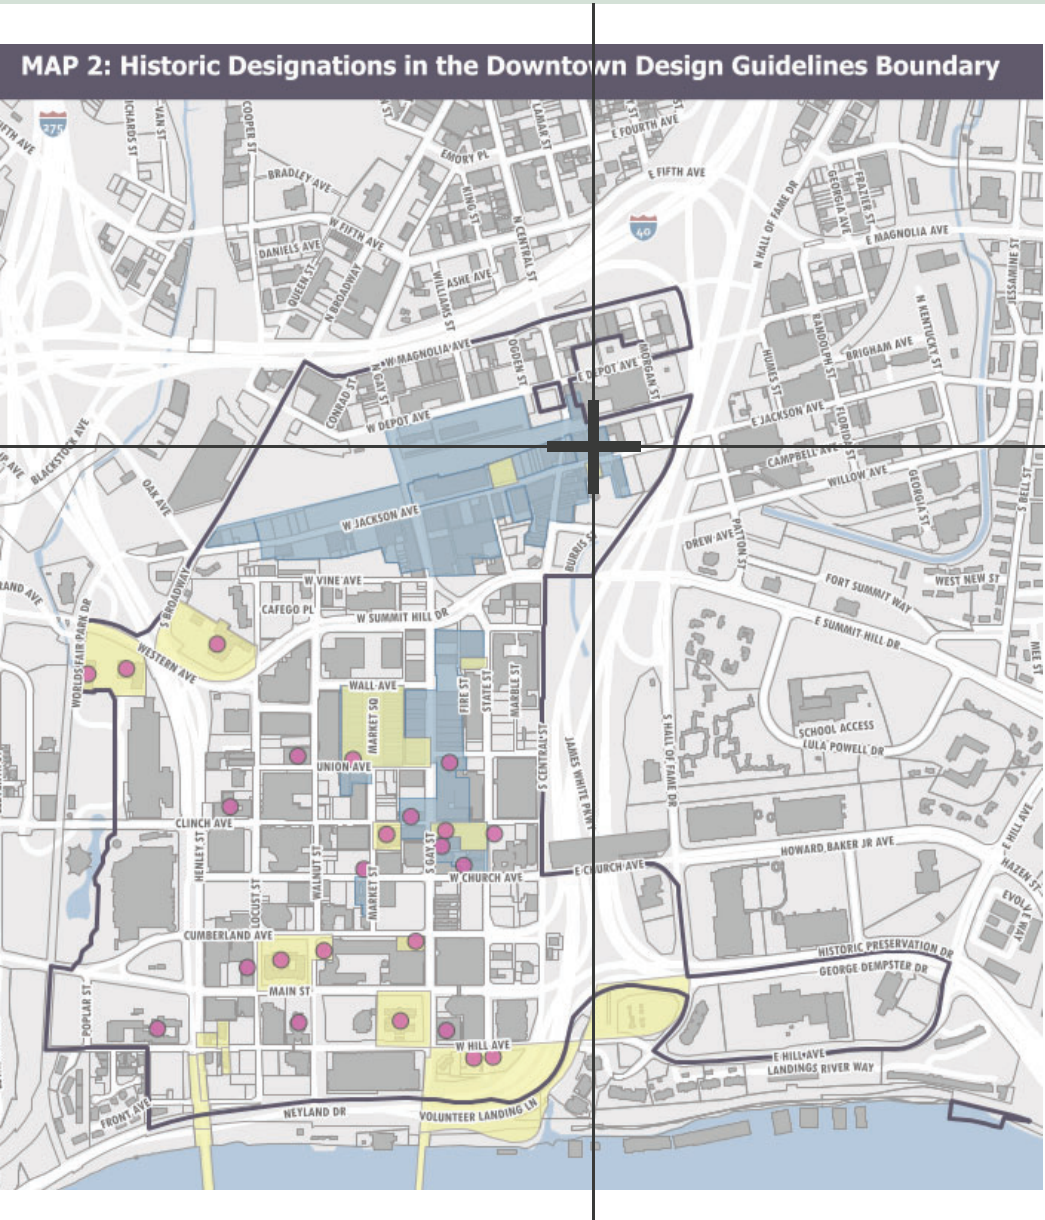 MAP 2: Historic Designations in the Downtown Design Guidelines Boundary
275
VAN ST
COOPER ST
LAMAR ST
E FOURTH AVE
EMORY PL
BRADLEY AVE
KING ST
E FIFTH AVE
N HALL OF FAME DR
GEORGIA AVE
FRAZIER ST
W FIFTH AVE
N CENTRAL ST
40
E MAGNOLIA AVE
DANIELS AVE
QUEEN ST
N BROADWAY
WILLIAMS ST
ASHE AVE
JESSAMINE ST
N KENTUCKY ST
RANDOLPH ST
BRIGHAM AVE
HUMES ST
W MAGNOLIA AVE
OGDEN ST
MORGAN ST
E DEPOT AVE
N GAY ST
CONRAD ST
W DEPOT AVE
E JACKSON AVE
FLORIDA ST
CAMPBELL AVE
WILLOW AVE
GEORGIA ST
S BELL ST
BLACKSTOCK AVE
OAK AVE
W JACKSON AVE
BURRIS ST
DREW AVE
PATTON ST
W VINE AVE
CAFEGO PL
W SUMMIT HILL DR
FORT SUMMIT WAY
WEST NEW ST
E SUMMIT HILL DR
S BROADWAY
WORLDS FAIR PARK DR
WESTERN AVE
WALL AVE
MARKET SQ
FIRE ST
STATE ST
MARBLE ST
S CENTRAL ST
JAMES WHITE PKWY
S HALL OF FAME DR
SCHOOL ACCESS
LULA POWELL DR
UNION AVE
CLINCH AVE
HENLEY ST
WALNUT ST
LOCUST ST
MARKET ST
S GAY ST
W CHURCH AVE
E CHURCH AVE
HOWARD BAKER JR AVE
E HILL AVE
HAZEN ST
EVOLVE WAY
CUMBERLAND AVE
HISTORIC PRESERVATION DR
GEORGE DEMPSTER DR
MAIN ST
POPLAR ST
W HILL AVE
E HILL AVE
LANDINGS RIVER WAY
FRONT AVE
NEYLAND DR
VOLUNTEER LANDING LN